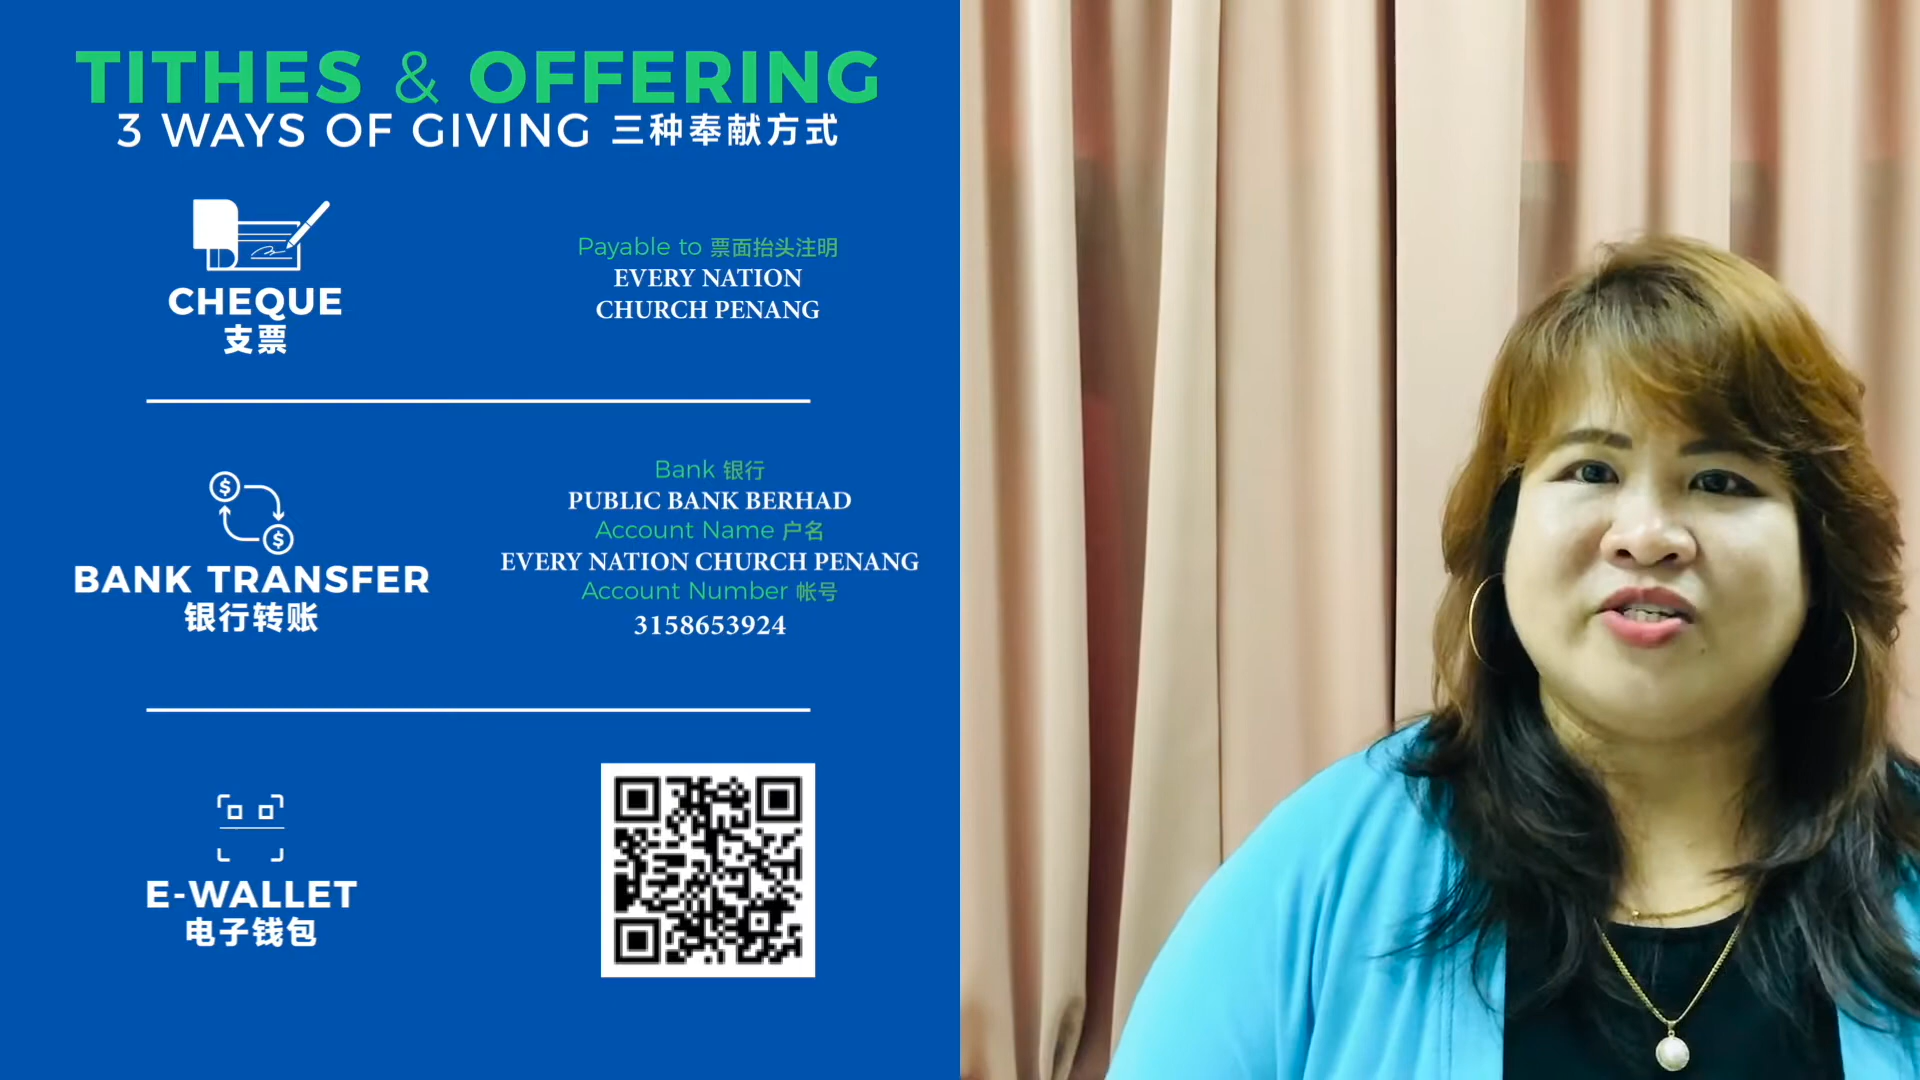 TITHES & OFFERING
3 WAYS OF GIVING 三种奉献方式
CHEQUE
支票
Payable to 票面抬头注明
EVERY NATION
CHURCH PENANG
BANK TRANSFER
银行转账
Bank 银行
PUBLIC BANK BERHAD
Account Name 户名
EVERY NATION CHURCH PENANG
Account Number 帐号
3158653924
E-WALLET
电子钱包